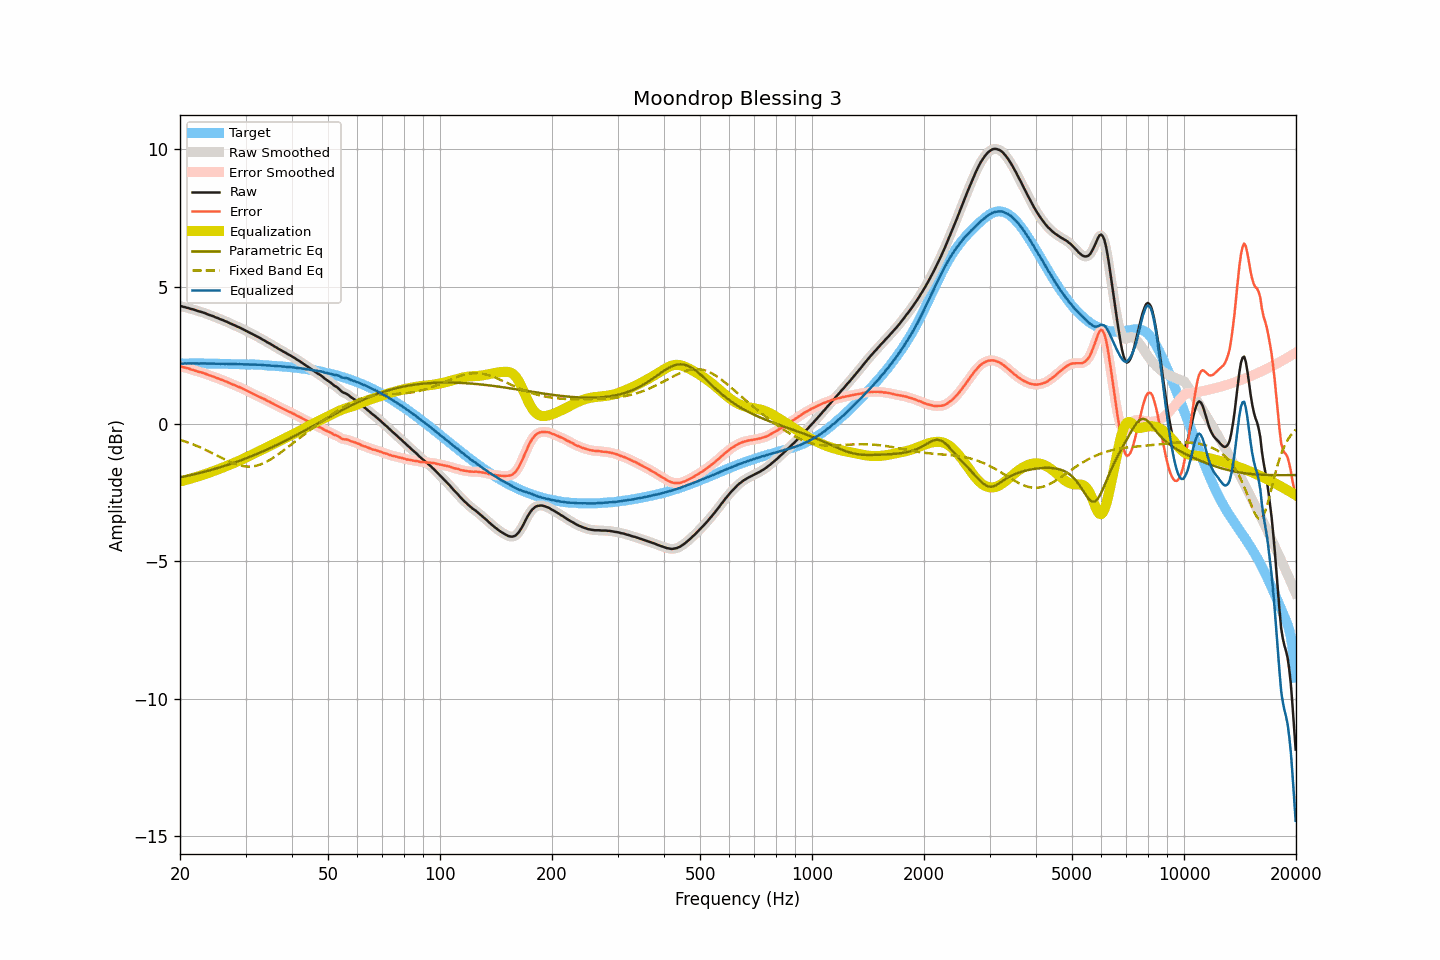 Moondrop Blessing 3
Target
Raw Smoothed
Error Smoothed
Raw
Error
Equalization
Parametric Eq
Fixed Band Eq
Equalized
10
5
0
−5
−10
−15
Amplitude (dBr)
20 50 100 200 500 1000 2000 5000 10000 20000
Frequency (Hz)